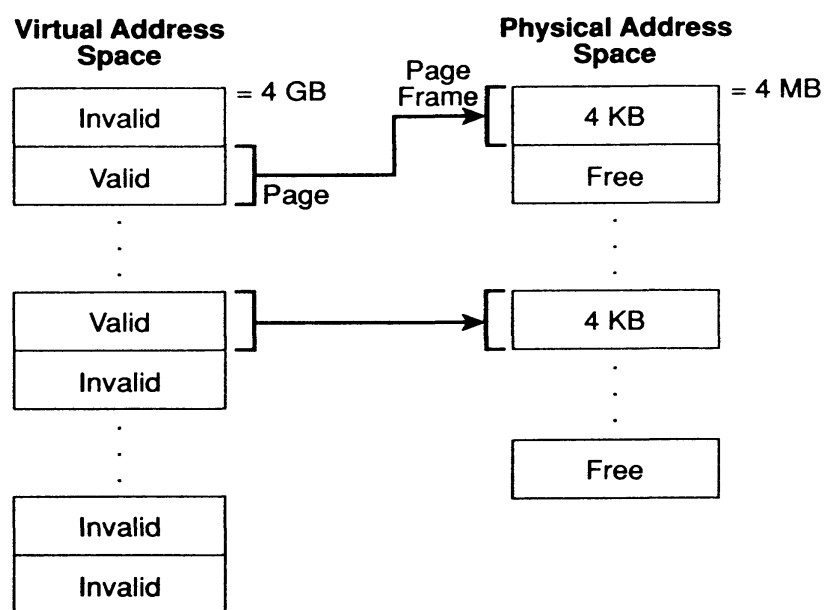 Virtual Address
Space
Physical Address
Space
= 4 GB
Page
Frame
= 4 MB
Invalid
4 KB
Valid
Page
Free
Valid
4 KB
Invalid
Free
Invalid
Invalid